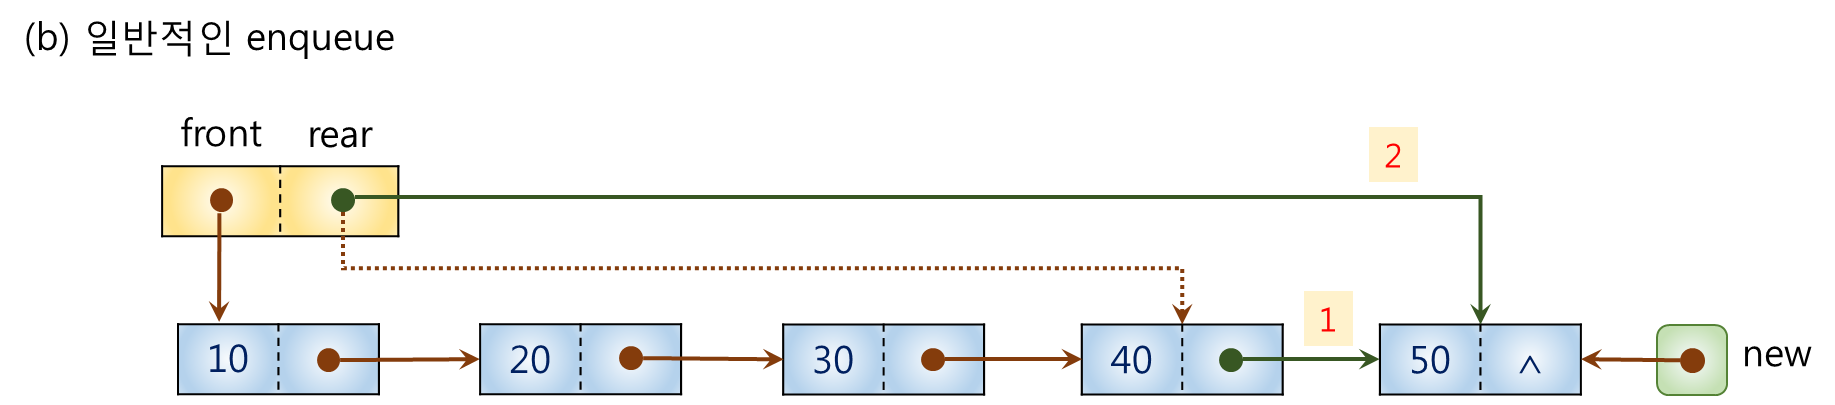 (b) 일반적인 enqueue
front rear
2
1
10 20 30 40 50 ^ new